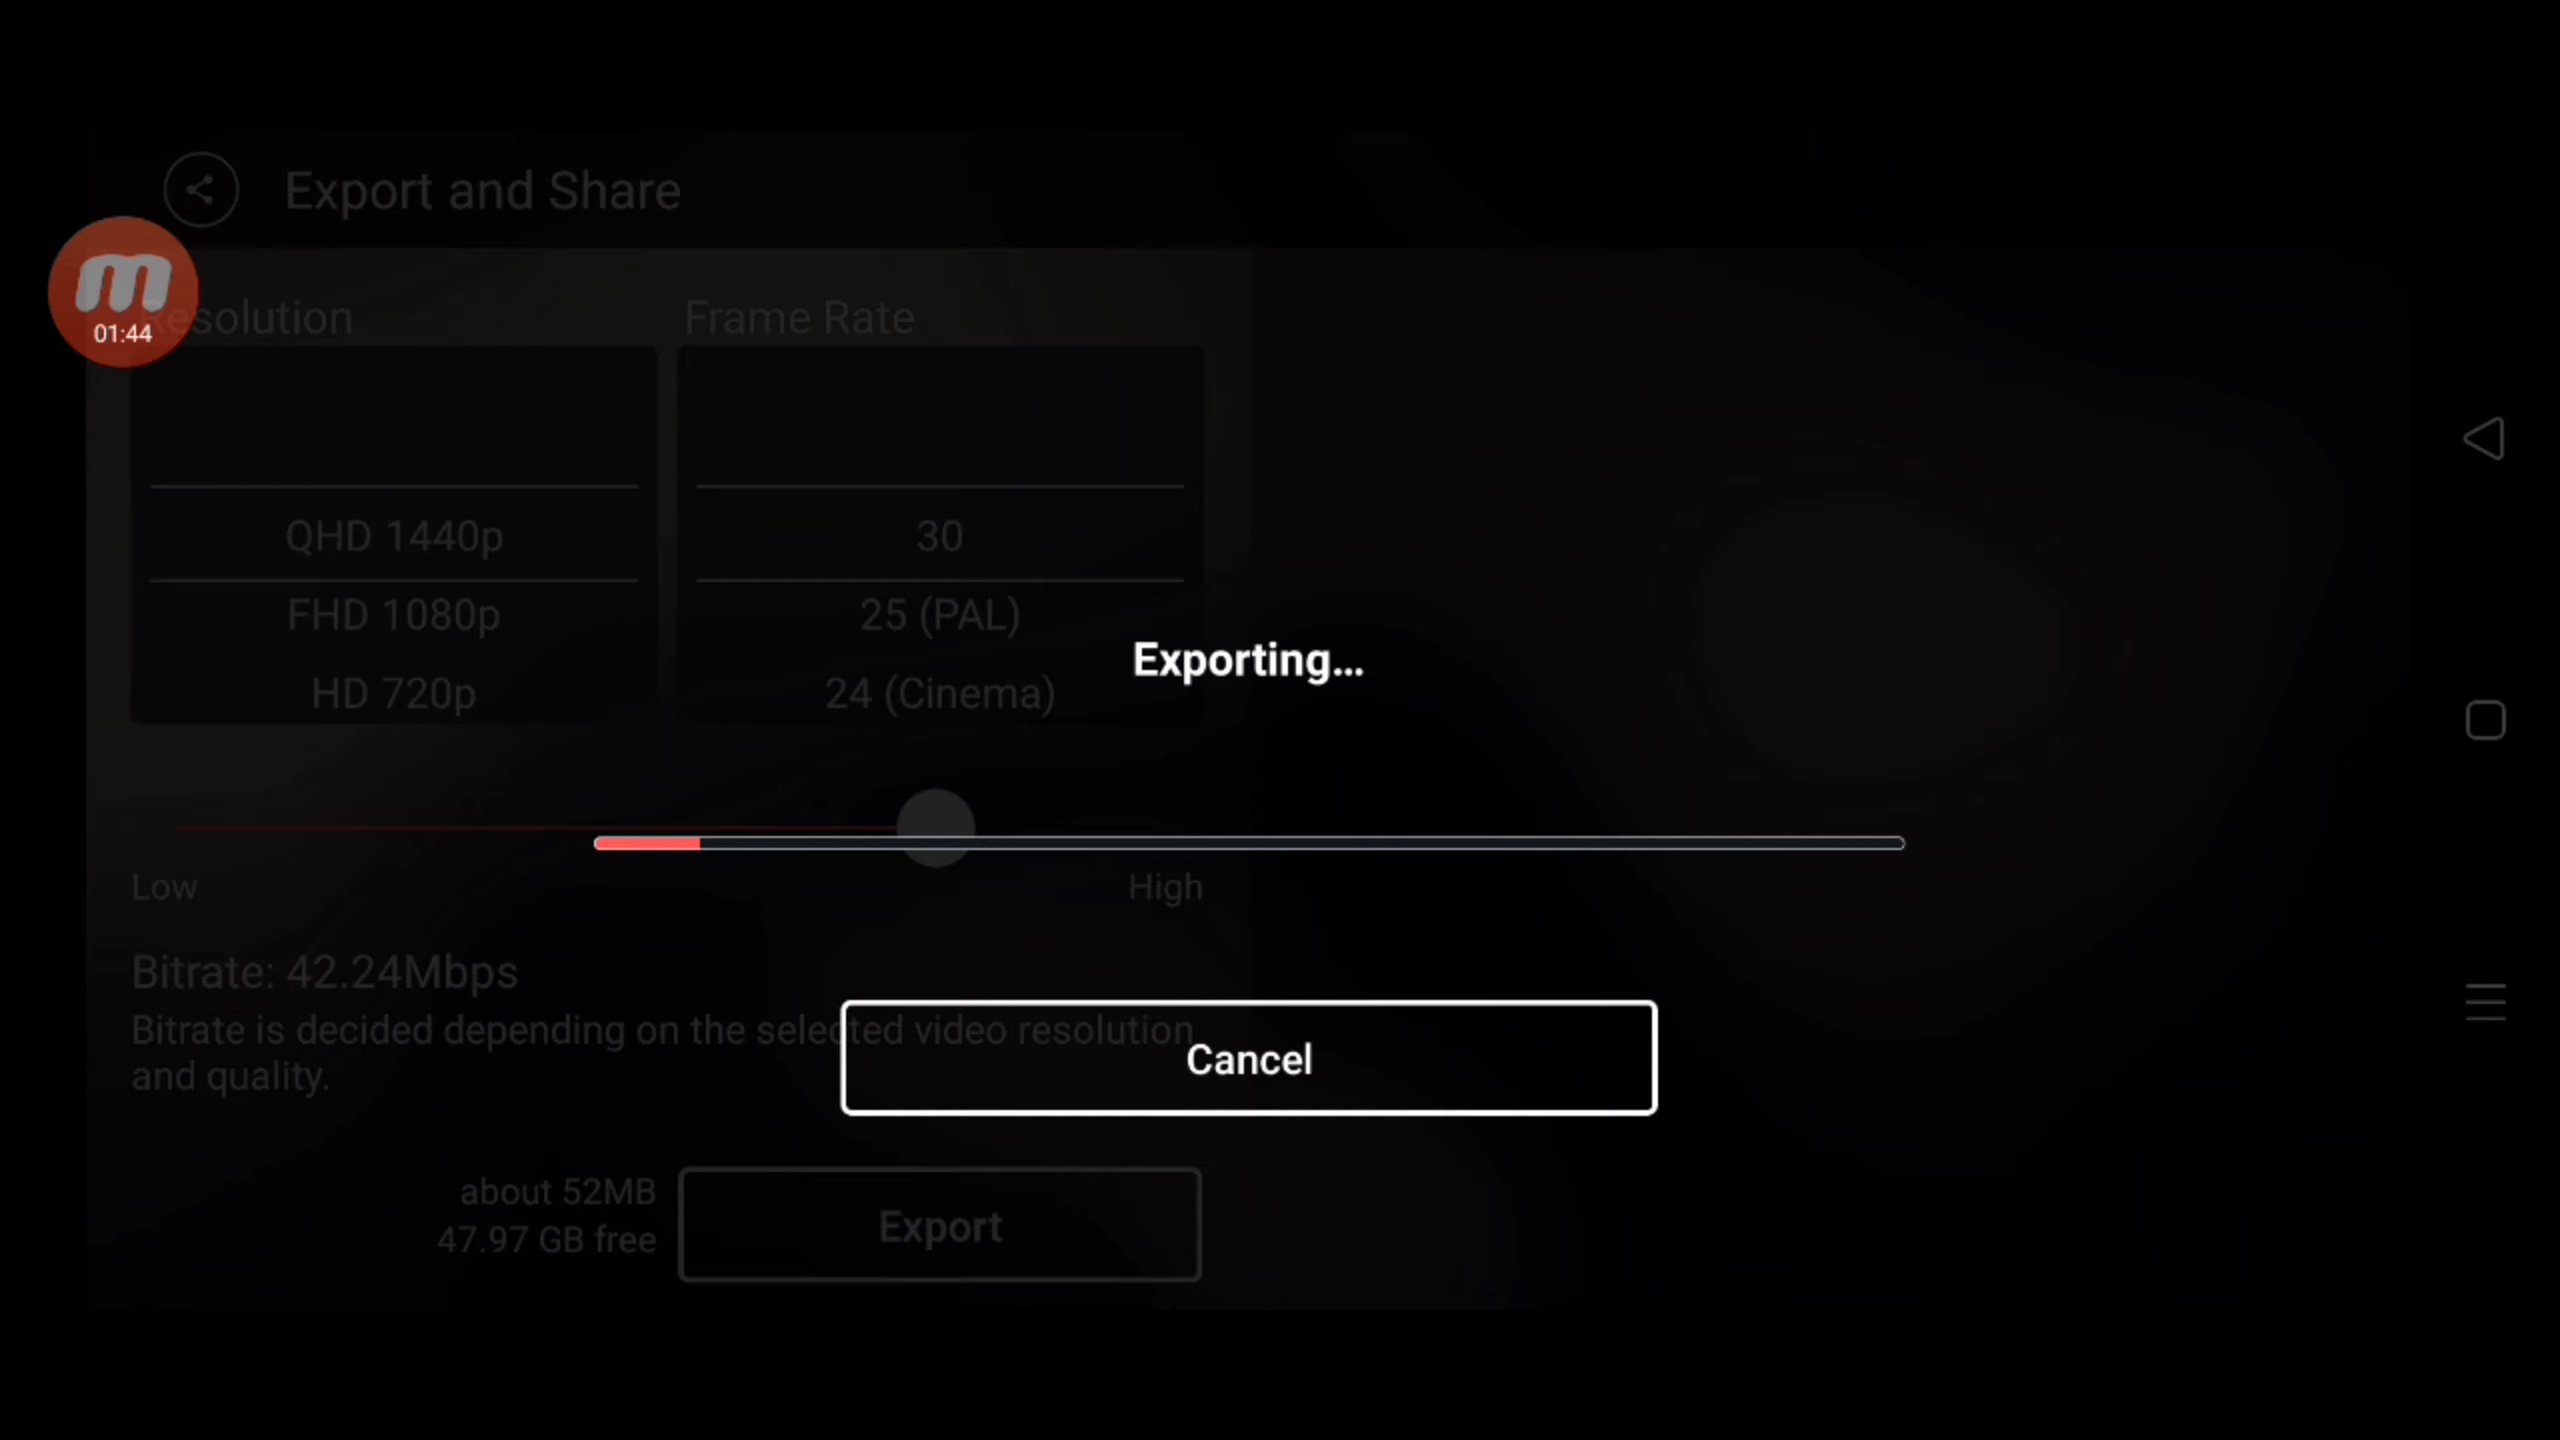 Export and Share
m
01:44
Resolution
Frame Rate
QHD 1440p
30
FHD 1080p
25 (PAL)
HD 720p
24 (Cinema)
Exporting...
Low
High
Bitrate: 42.24Mbps
Bitrate is decided depending on the selected video resolution
and quality.
Cancel
about 52MB
47.97 GB free
Export